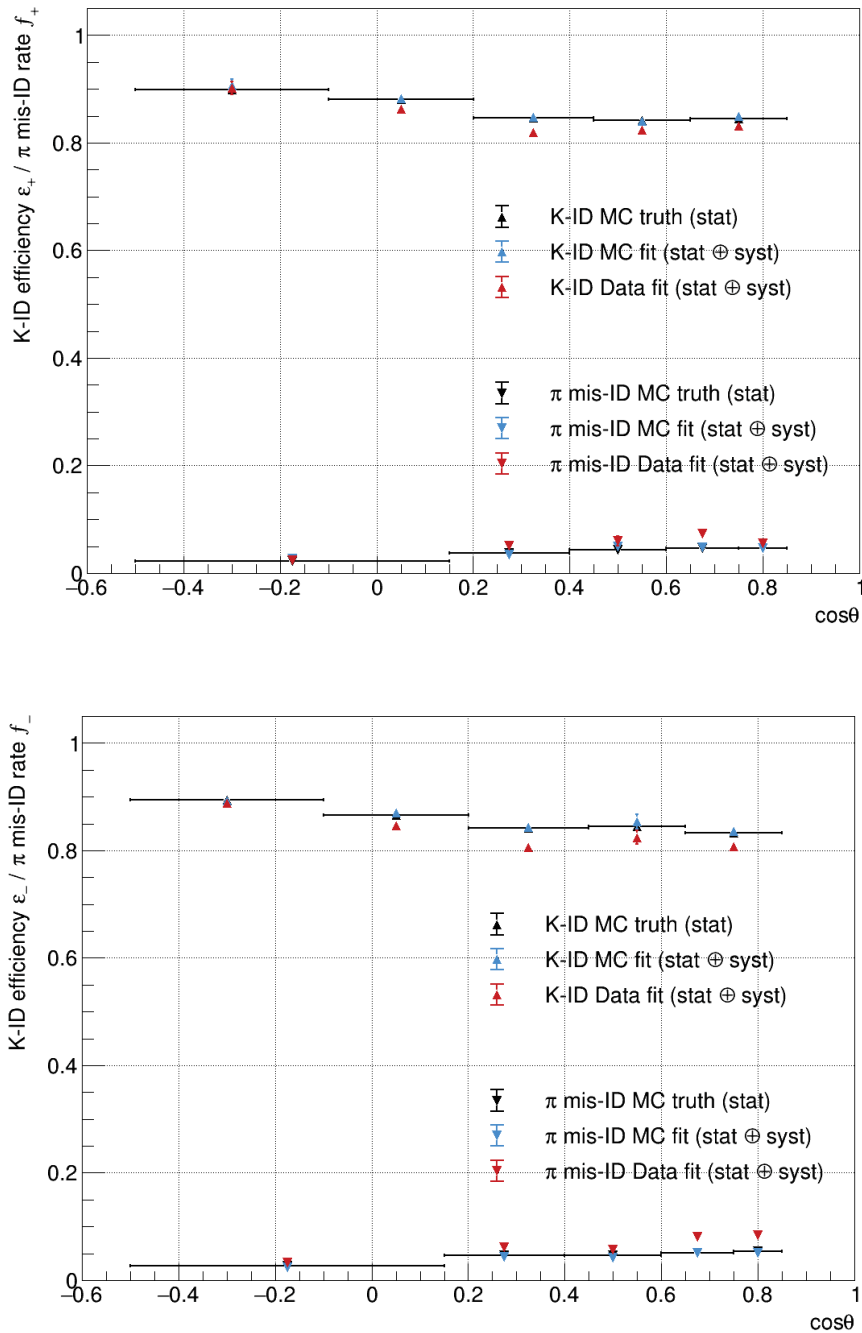 K-ID efficiency ε₊ / π mis-ID rate f₊
1
0.8
0.6
0.4
0.2
0
K-ID MC truth (stat)
K-ID MC fit (stat ⊕ syst)
K-ID Data fit (stat ⊕ syst)
π mis-ID MC truth (stat)
π mis-ID MC fit (stat ⊕ syst)
π mis-ID Data fit (stat ⊕ syst)
−0.6 −0.4 −0.2 0 0.2 0.4 0.6 0.8 1
cosθ
K-ID efficiency ε₋ / π mis-ID rate f₋
1
0.8
0.6
0.4
0.2
0
K-ID MC truth (stat)
K-ID MC fit (stat ⊕ syst)
K-ID Data fit (stat ⊕ syst)
π mis-ID MC truth (stat)
π mis-ID MC fit (stat ⊕ syst)
π mis-ID Data fit (stat ⊕ syst)
−0.6 −0.4 −0.2 0 0.2 0.4 0.6 0.8 1
cosθ